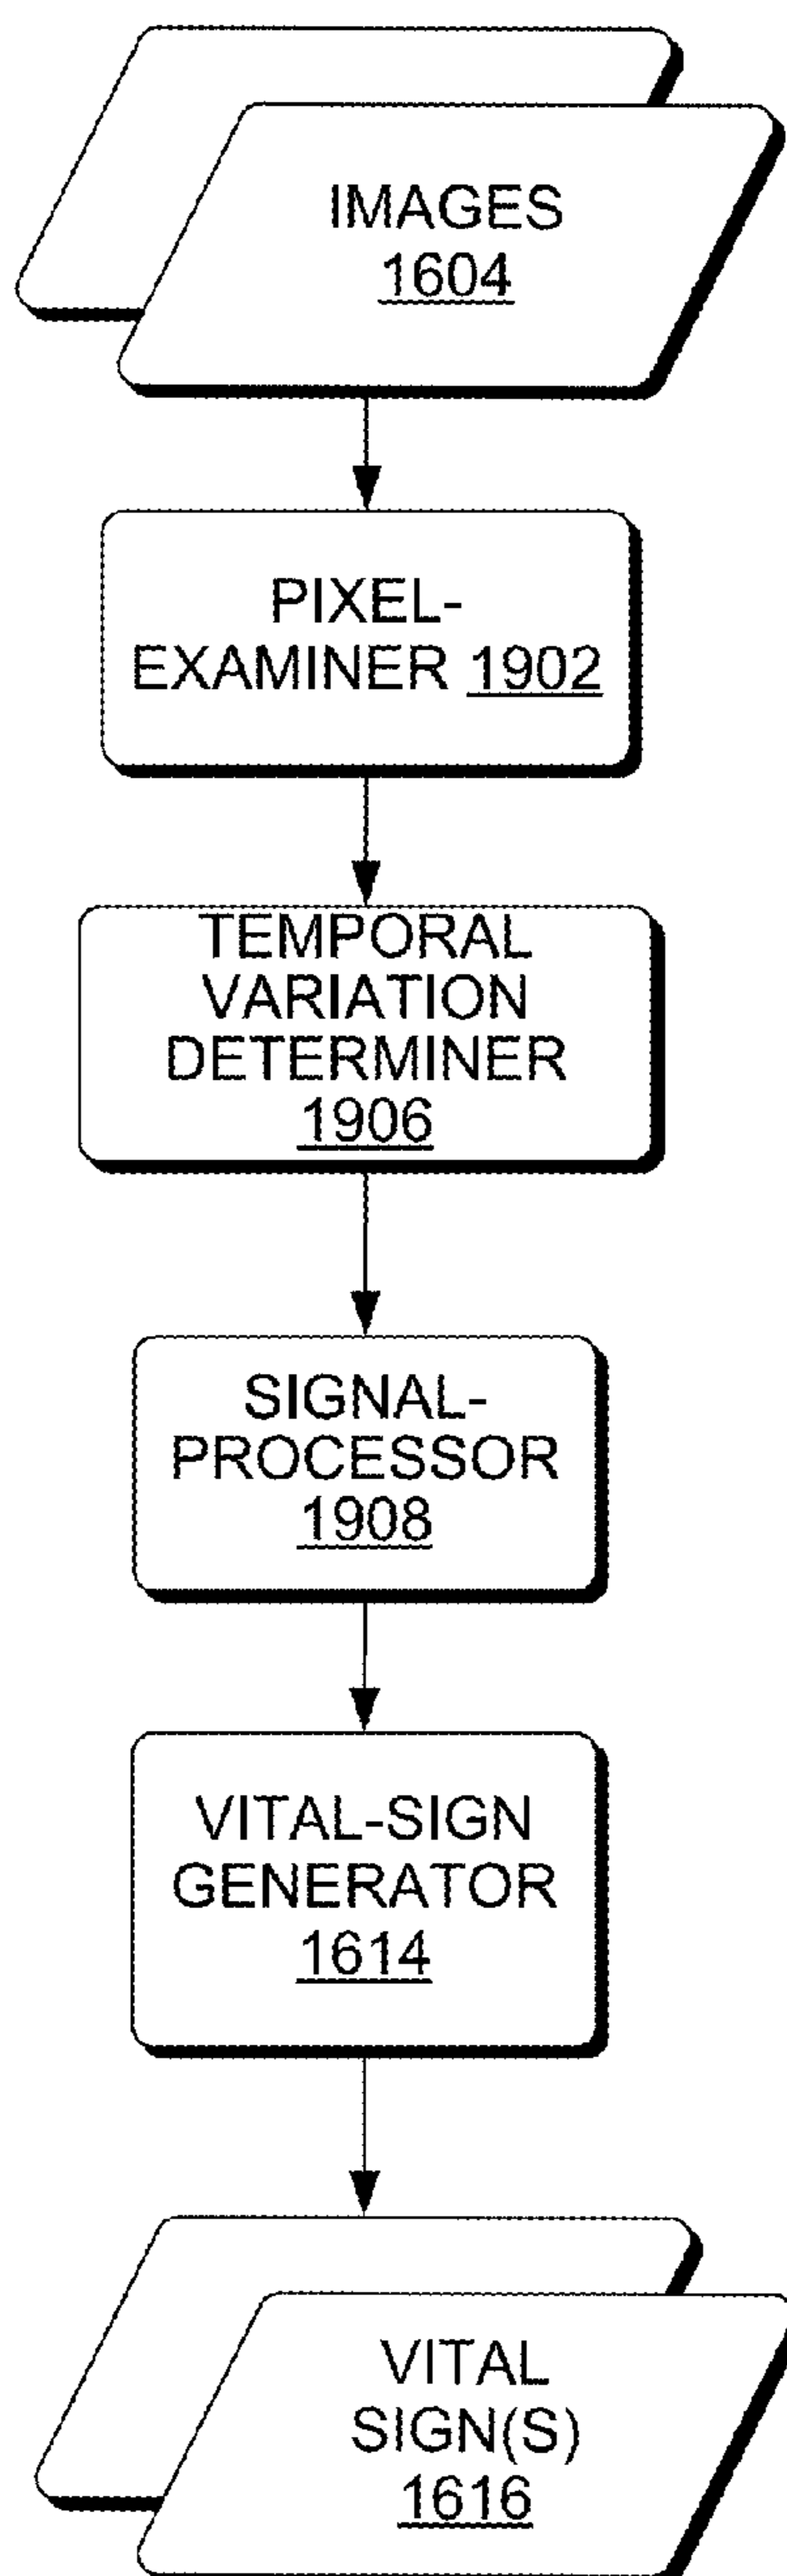 IMAGES
1604
PIXEL-
EXAMINER 1902
TEMPORAL
VARIATION
DETERMINER
1906
SIGNAL-
PROCESSOR
1908
VITAL-SIGN
GENERATOR
1614
VITAL
SIGN(S)
1616